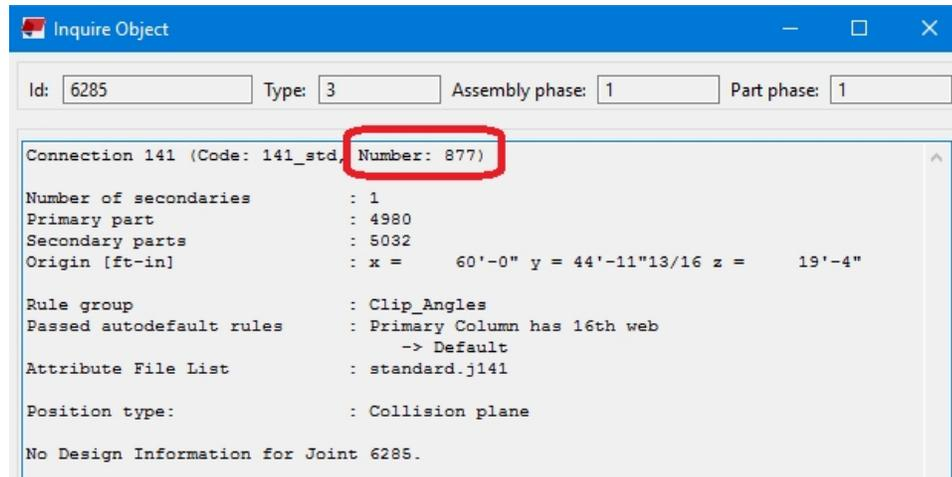 Inquire Object
Id: 6285 Type: 3 Assembly phase: 1 Part phase: 1
Connection 141 (Code: 141_std, Number: 877)
Number of secondaries : 1
Primary part : 4980
Secondary parts : 5032
Origin [ft-in] : x = 60'-0" y = 44'-11"13/16 z = 19'-4"
Rule group : Clip_Angles
Passed autodefault rules : Primary Column has 16th web
-> Default
Attribute File List : standard.j141
Position type: : Collision plane
No Design Information for Joint 6285.